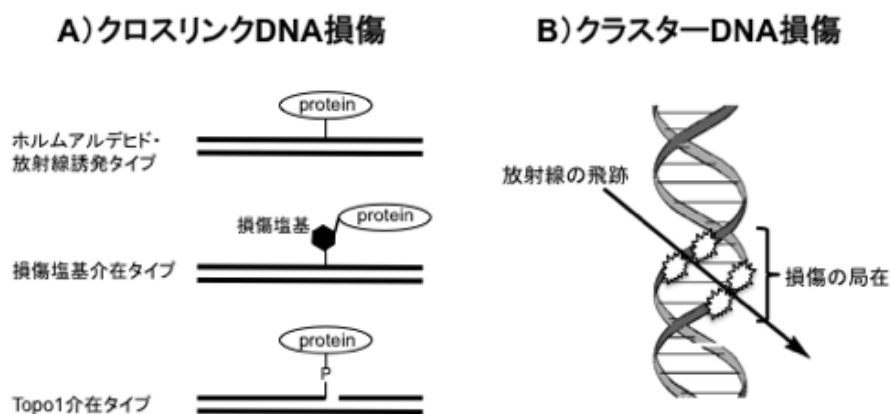 A）クロスリンクDNA損傷
protein
ホルムアルデヒド・
放射線誘発タイプ
損傷塩基
protein
損傷塩基介在タイプ
protein
P
Topo1介在タイプ
B）クラスターDNA損傷
放射線の飛跡
損傷の局在